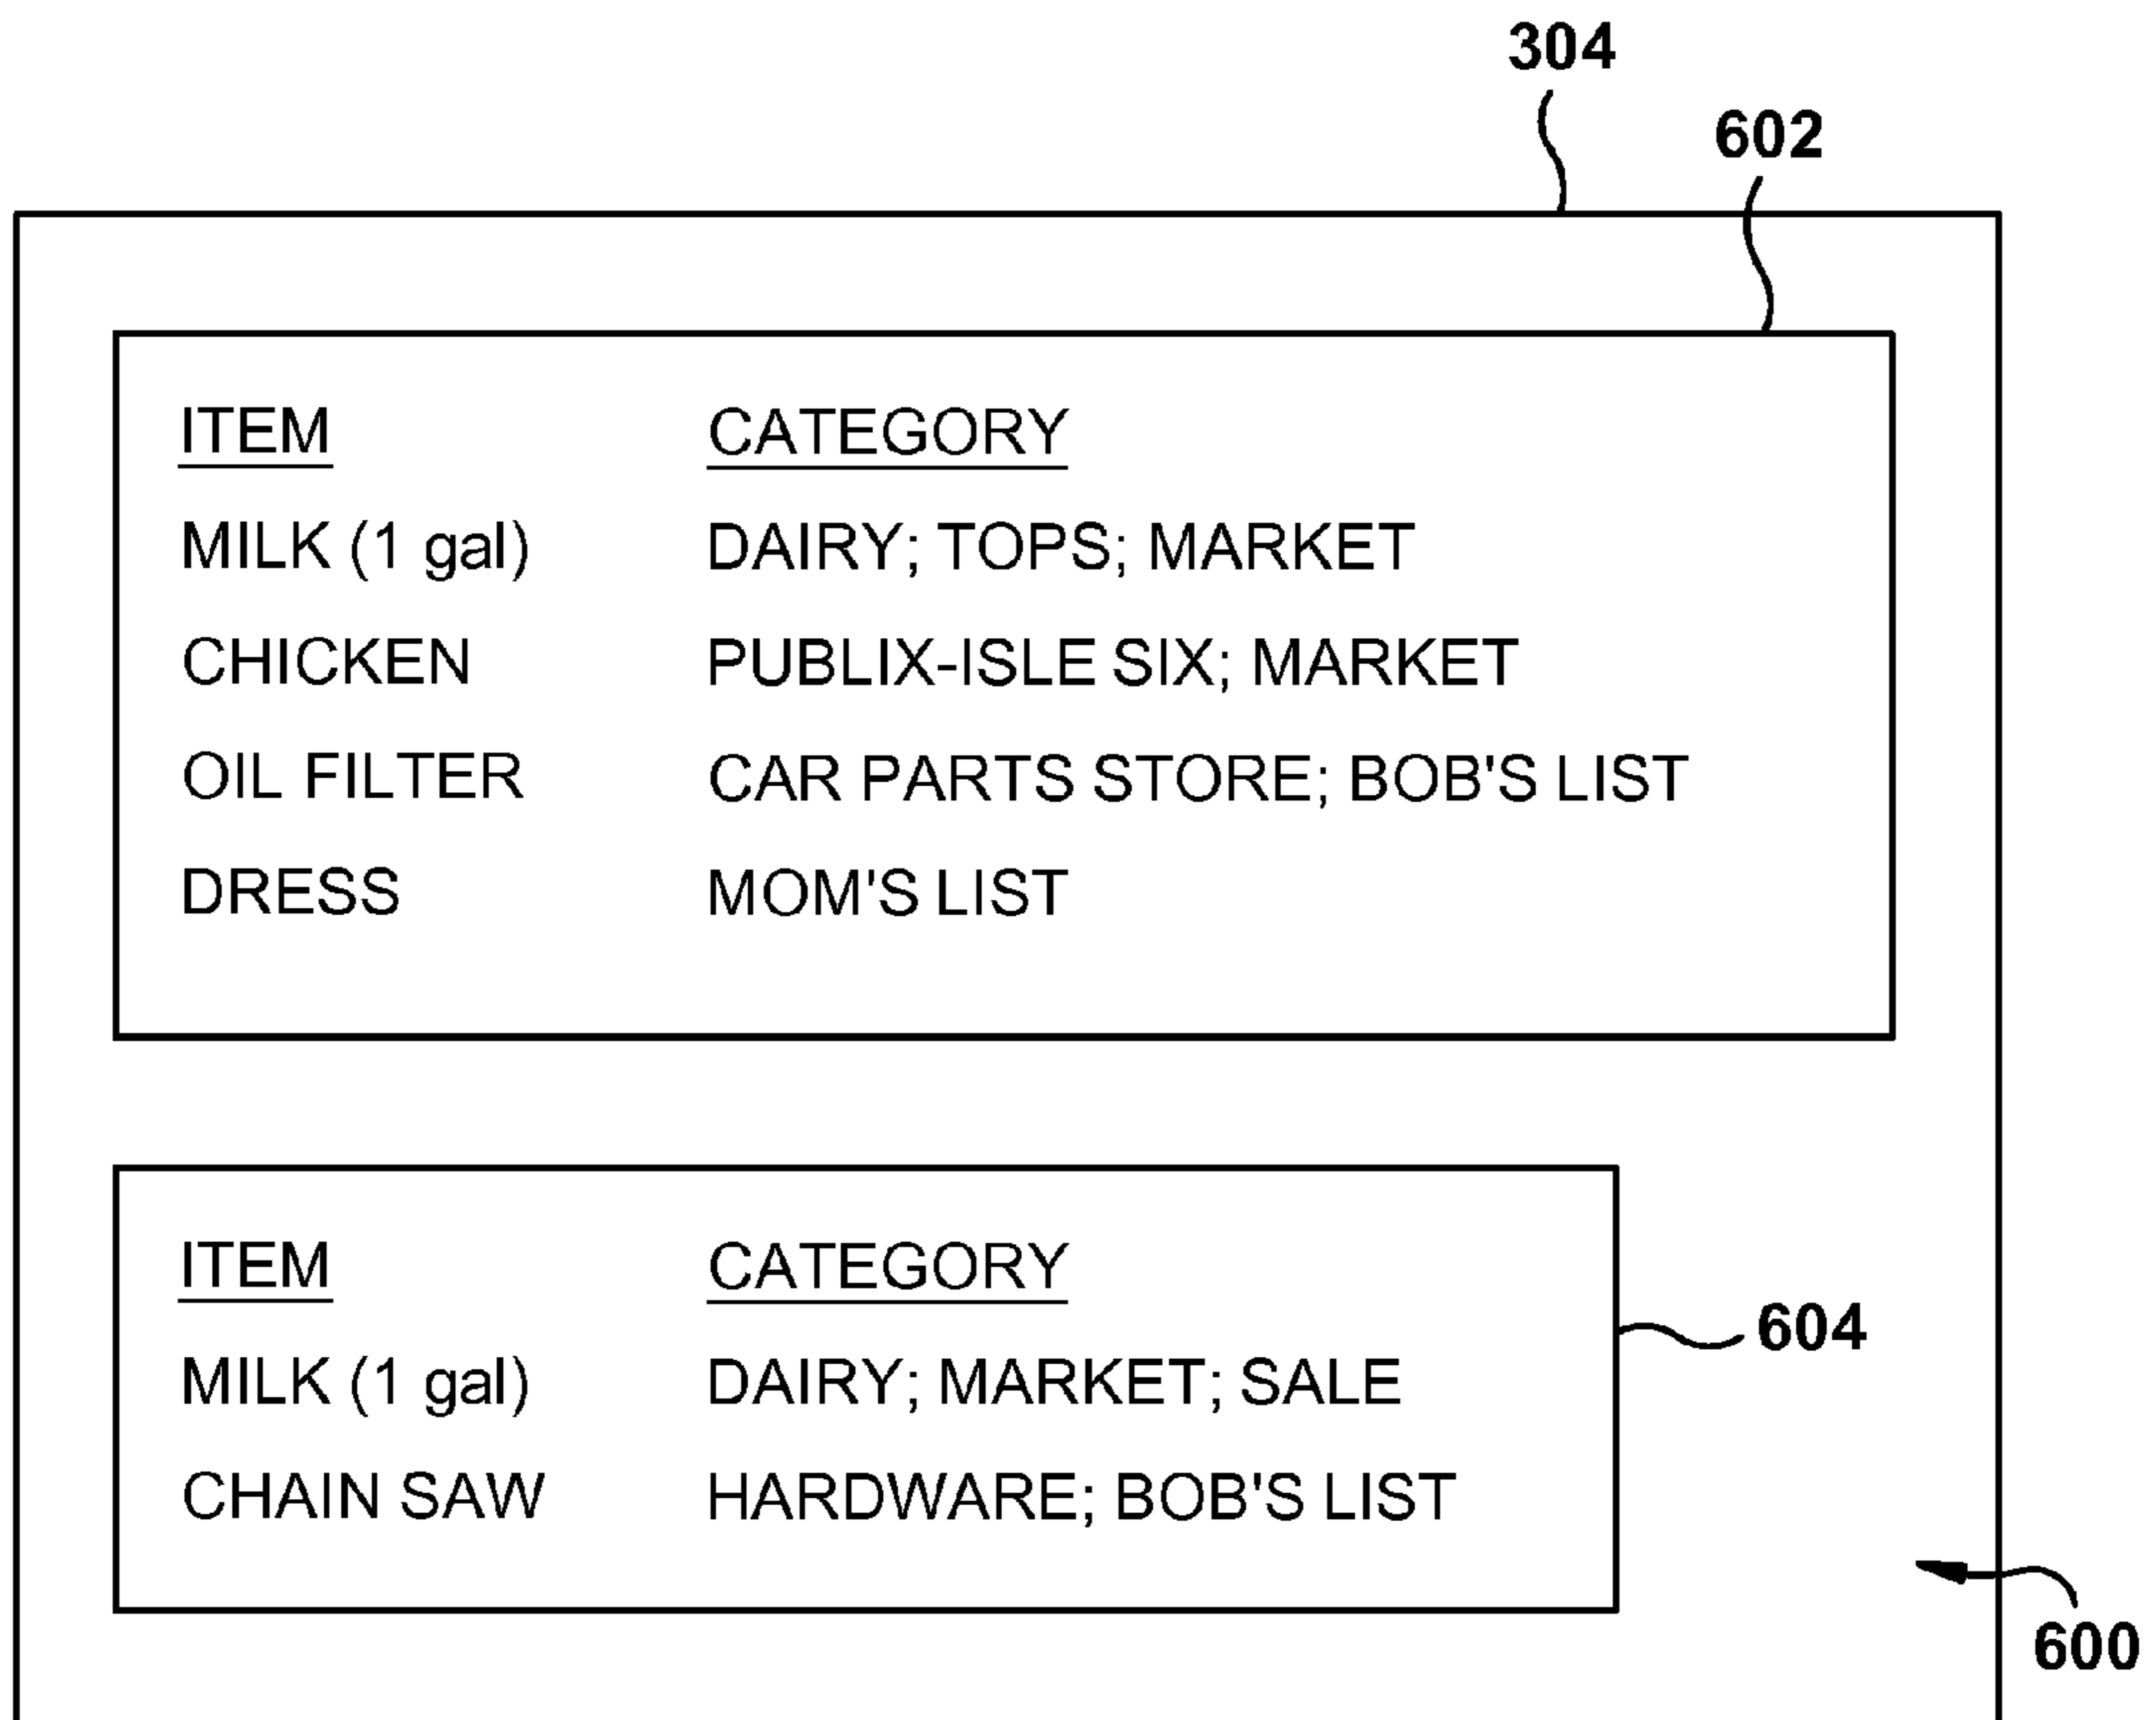 304
602
ITEM CATEGORY
MILK (1 gal) DAIRY; TOPS; MARKET
CHICKEN PUBLIX-ISLE SIX; MARKET
OIL FILTER CAR PARTS STORE; BOB'S LIST
DRESS MOM'S LIST
ITEM CATEGORY
604
MILK (1 gal) DAIRY; MARKET; SALE
CHAIN SAW HARDWARE; BOB'S LIST
600